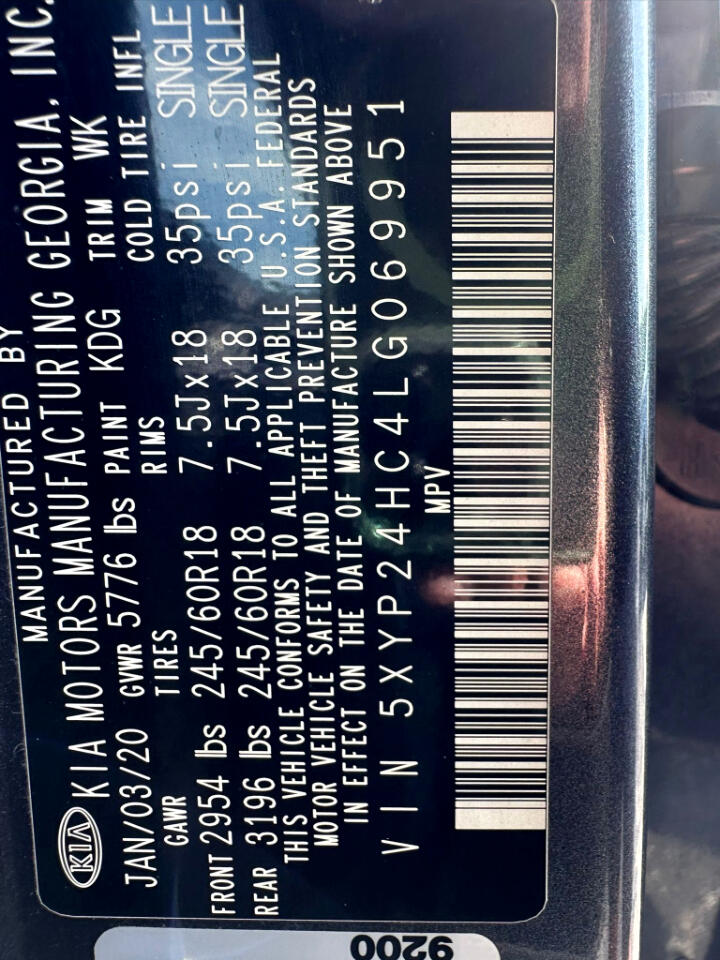 MANUFACTURED BY
KIA KIA MOTORS MANUFACTURING GEORGIA, INC.
JAN/03/20 GVWR 5776 lbs PAINT KDG TRIM WK
GAWR TIRES RIMS COLD TIRE INFL
FRONT 2954 lbs 245/60R18 7.5Jx18 35psi SINGLE
REAR 3196 lbs 245/60R18 7.5Jx18 35psi SINGLE
THIS VEHICLE CONFORMS TO ALL APPLICABLE U.S.A. FEDERAL
MOTOR VEHICLE SAFETY AND THEFT PREVENTION STANDARDS
IN EFFECT ON THE DATE OF MANUFACTURE SHOWN ABOVE
VIN 5XYP24HC4LG069951
MPV
9200